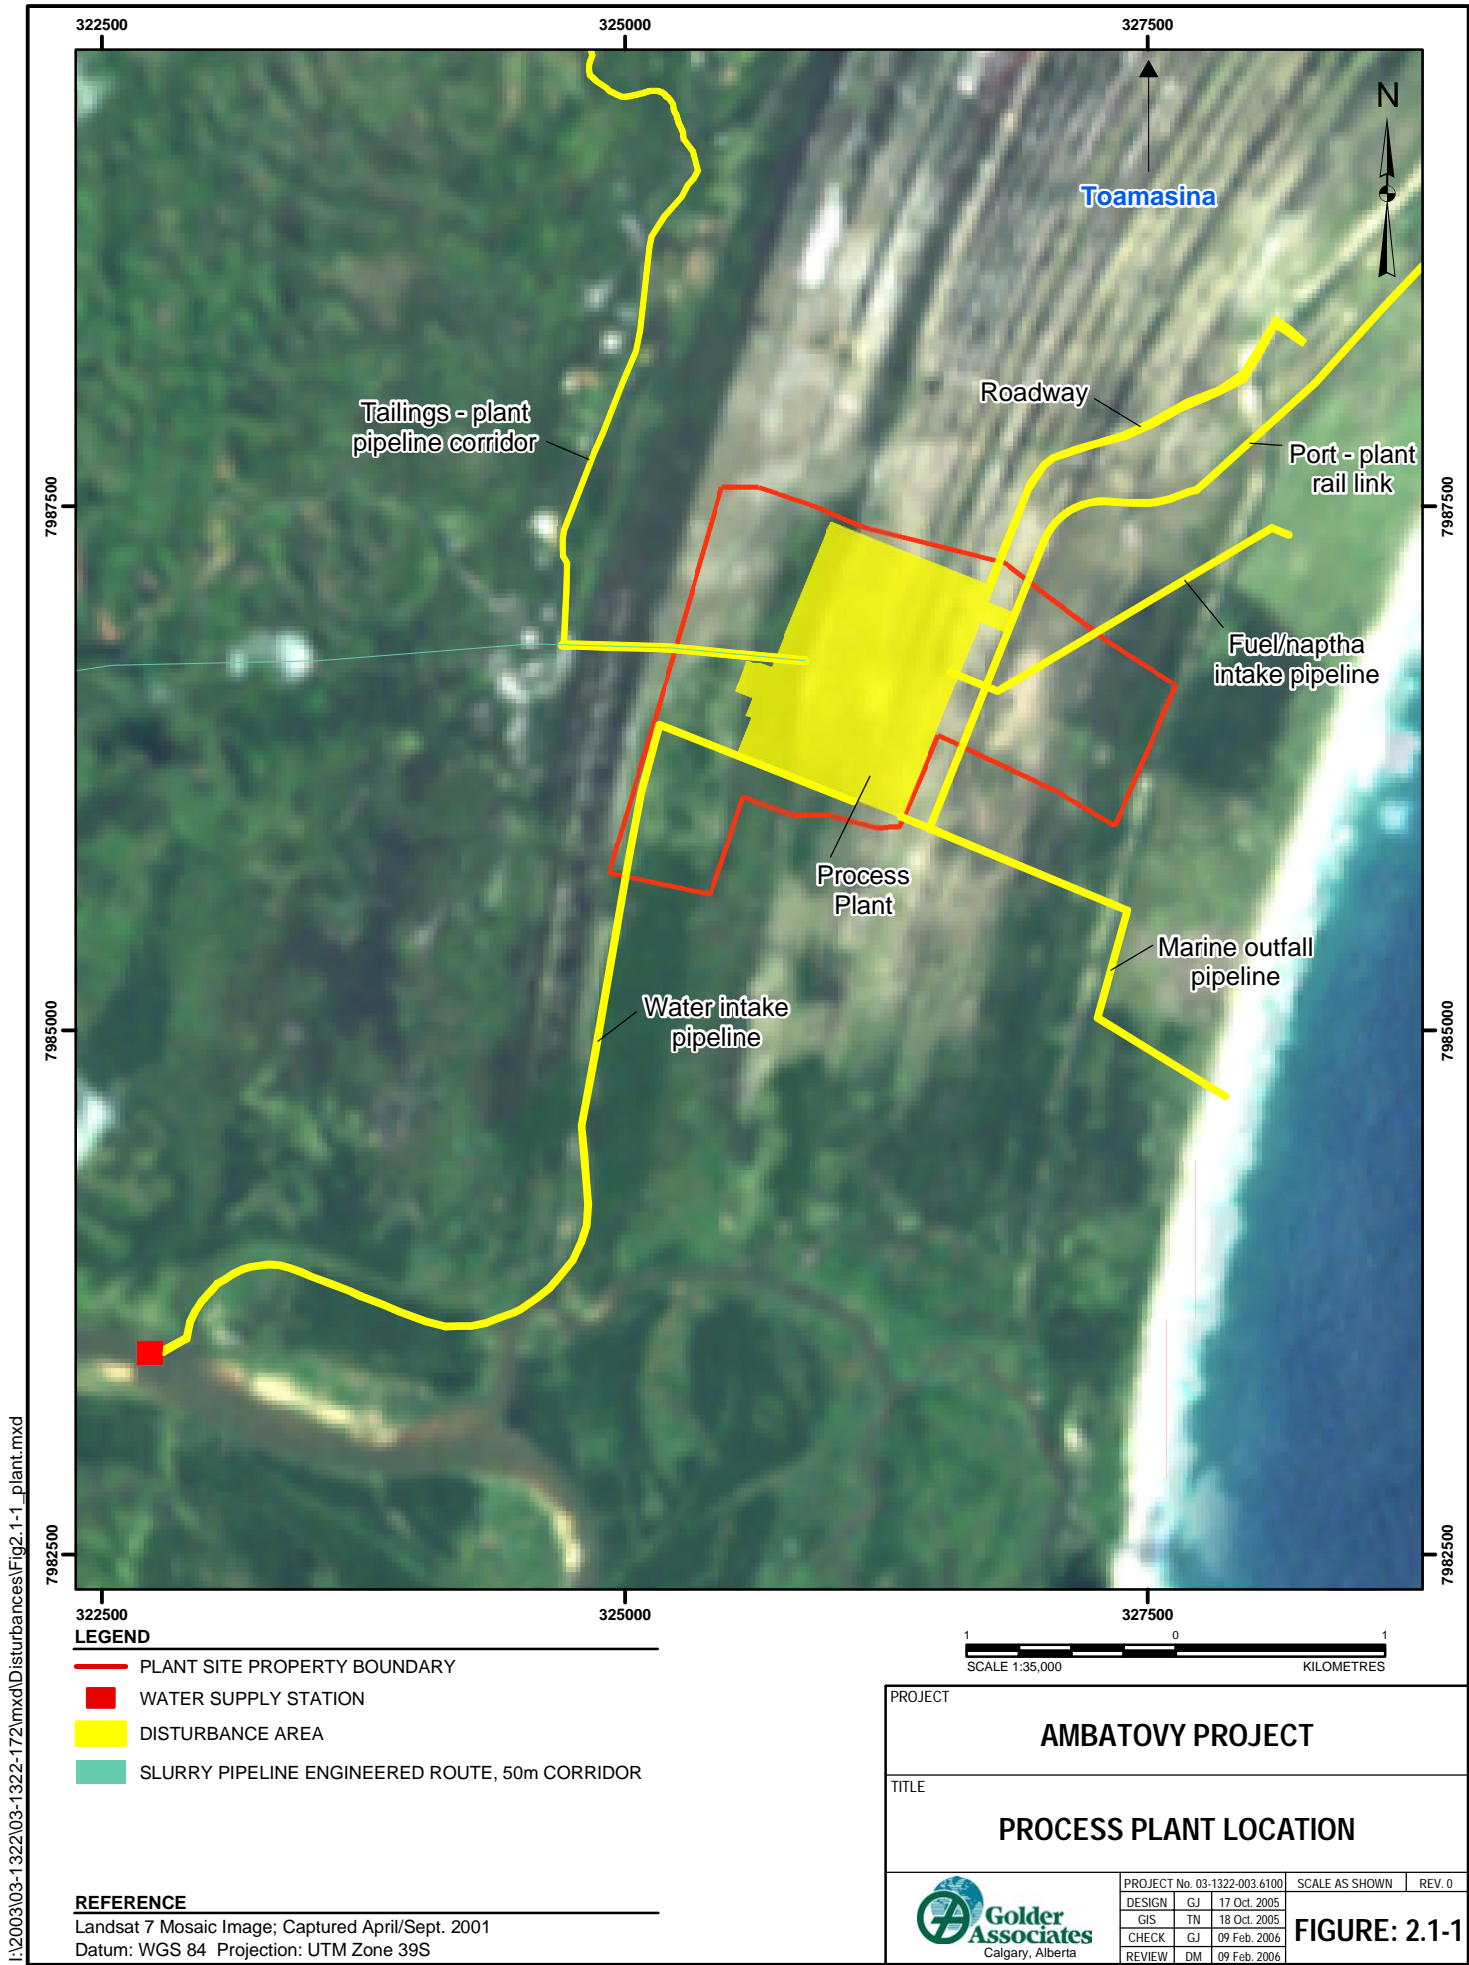 322500
325000
327500
N
Toamasina
Roadway
Tailings - plant
pipeline corridor
Port - plant
rail link
7987500
7987500
Fuel/naptha
intake pipeline
Process
Plant
Marine outfall
pipeline
Water intake
pipeline
7985000
7985000
7982500
7982500
322500
325000
327500
I:\2003\03-1322\03-1322-172\mxd\Disturbances\Fig2.1-1_plant.mxd
LEGEND
PLANT SITE PROPERTY BOUNDARY
WATER SUPPLY STATION
DISTURBANCE AREA
SLURRY PIPELINE ENGINEERED ROUTE, 50m CORRIDOR
REFERENCE
Landsat 7 Mosaic Image; Captured April/Sept. 2001
Datum: WGS 84 Projection: UTM Zone 39S
1 0 1
SCALE 1:35,000 KILOMETRES
PROJECT
AMBATOVY PROJECT
TITLE
PROCESS PLANT LOCATION
Golder
Associates
Calgary, Alberta
PROJECT No. 03-1322-003.6100 SCALE AS SHOWN REV. 0
DESIGN GJ 17 Oct. 2005
GIS TN 18 Oct. 2005
CHECK GJ 09 Feb. 2006
REVIEW DM 09 Feb. 2006
FIGURE: 2.1-1